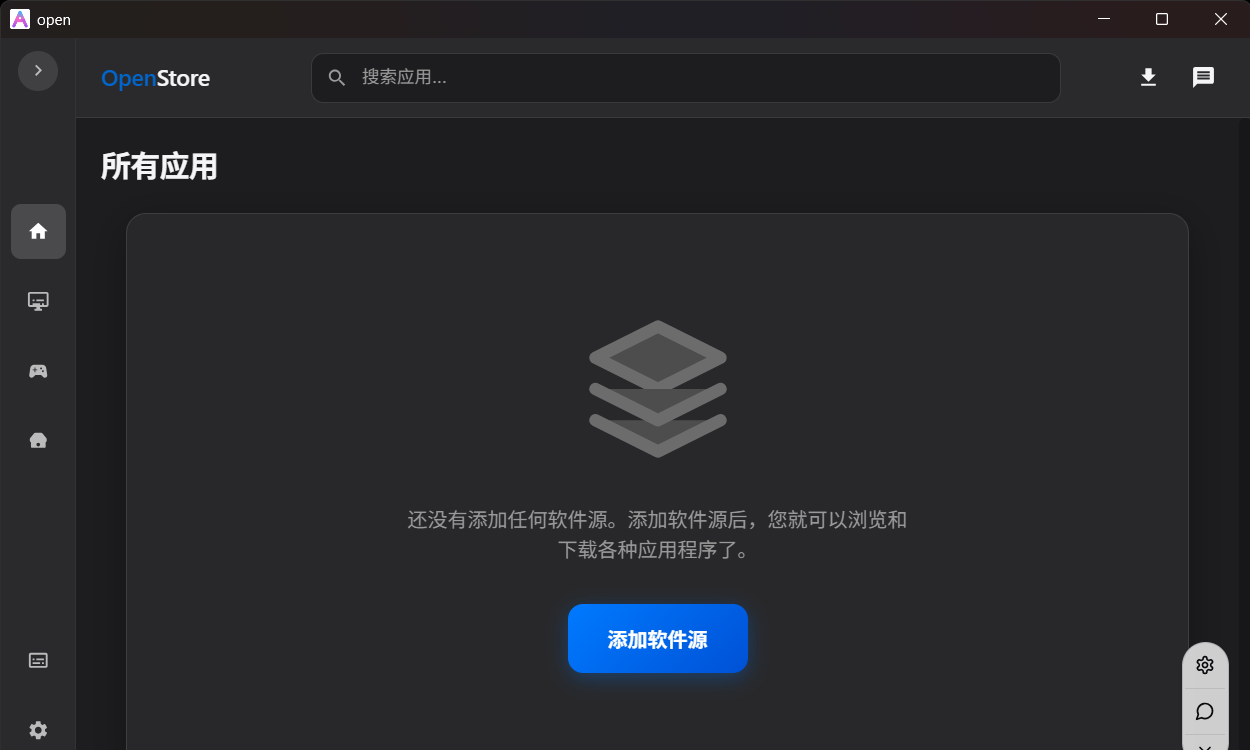 open
OpenStore
搜索应用...
所有应用
还没有添加任何软件源。添加软件源后，您就可以浏览和
下载各种应用程序了。
添加软件源